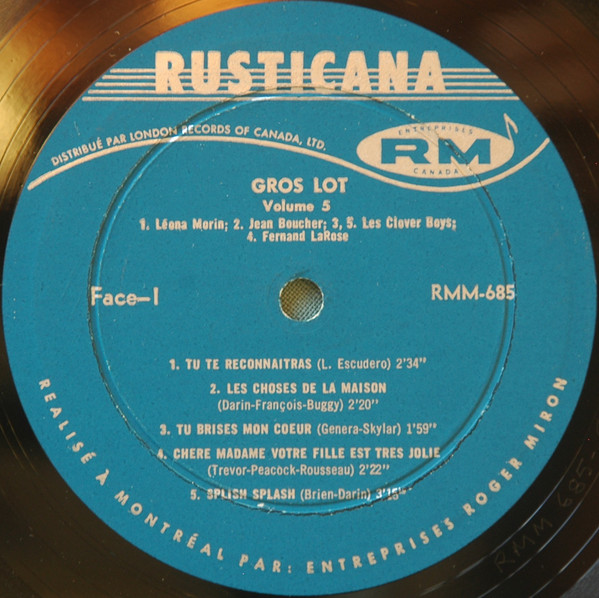 RUSTICANA
DISTRIBUÉ PAR LONDON RECORDS OF CANADA, LTD.
ENTREPRISES
RM
CANADA
GROS LOT
Volume 5
1. Léona Morin; 2. Jean Boucher; 3, 5. Les Clover Boys;
4. Fernand LaRose
Face-I
RMM-685
1. TU TE RECONNAITRAS (L. Escudero) 2'34"
2. LES CHOSES DE LA MAISON
(Darin-François-Buggy) 2'20"
3. TU BRISES MON COEUR (Genera-Skylar) 1'59"
4. CHERE MADAME VOTRE FILLE EST TRES JOLIE
(Trevor-Peacock-Rousseau) 2'22"
5. SPLISH SPLASH (Brien-Darin) 3'15"
REALISÉ À MONTRÉAL PAR: ENTREPRISES ROGER MIRON
RMM 685-